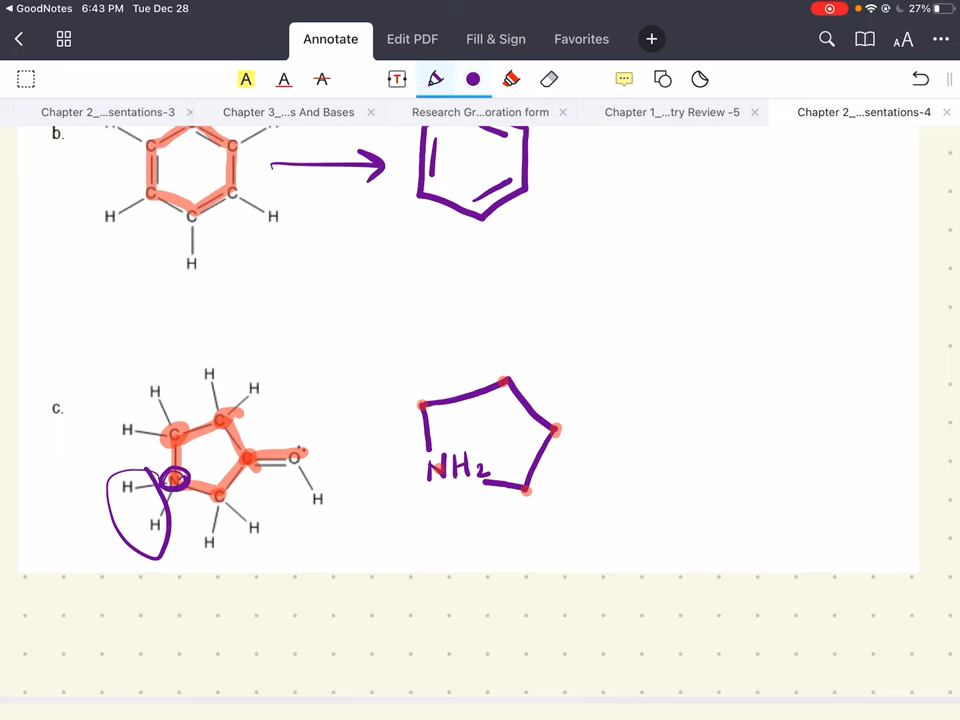 GoodNotes 6:43 PM Tue Dec 28 27%
Annotate Edit PDF Fill & Sign Favorites
AA
A A A T
Chapter 2_...sentations-3 Chapter 3_...s And Bases Research Gr...oration form Chapter 1_...try Review -5 Chapter 2_...sentations-4
b.
C C
C C
H C H
H
H
H H
c.
H C C
C O
H N C H
H H
H
NH2